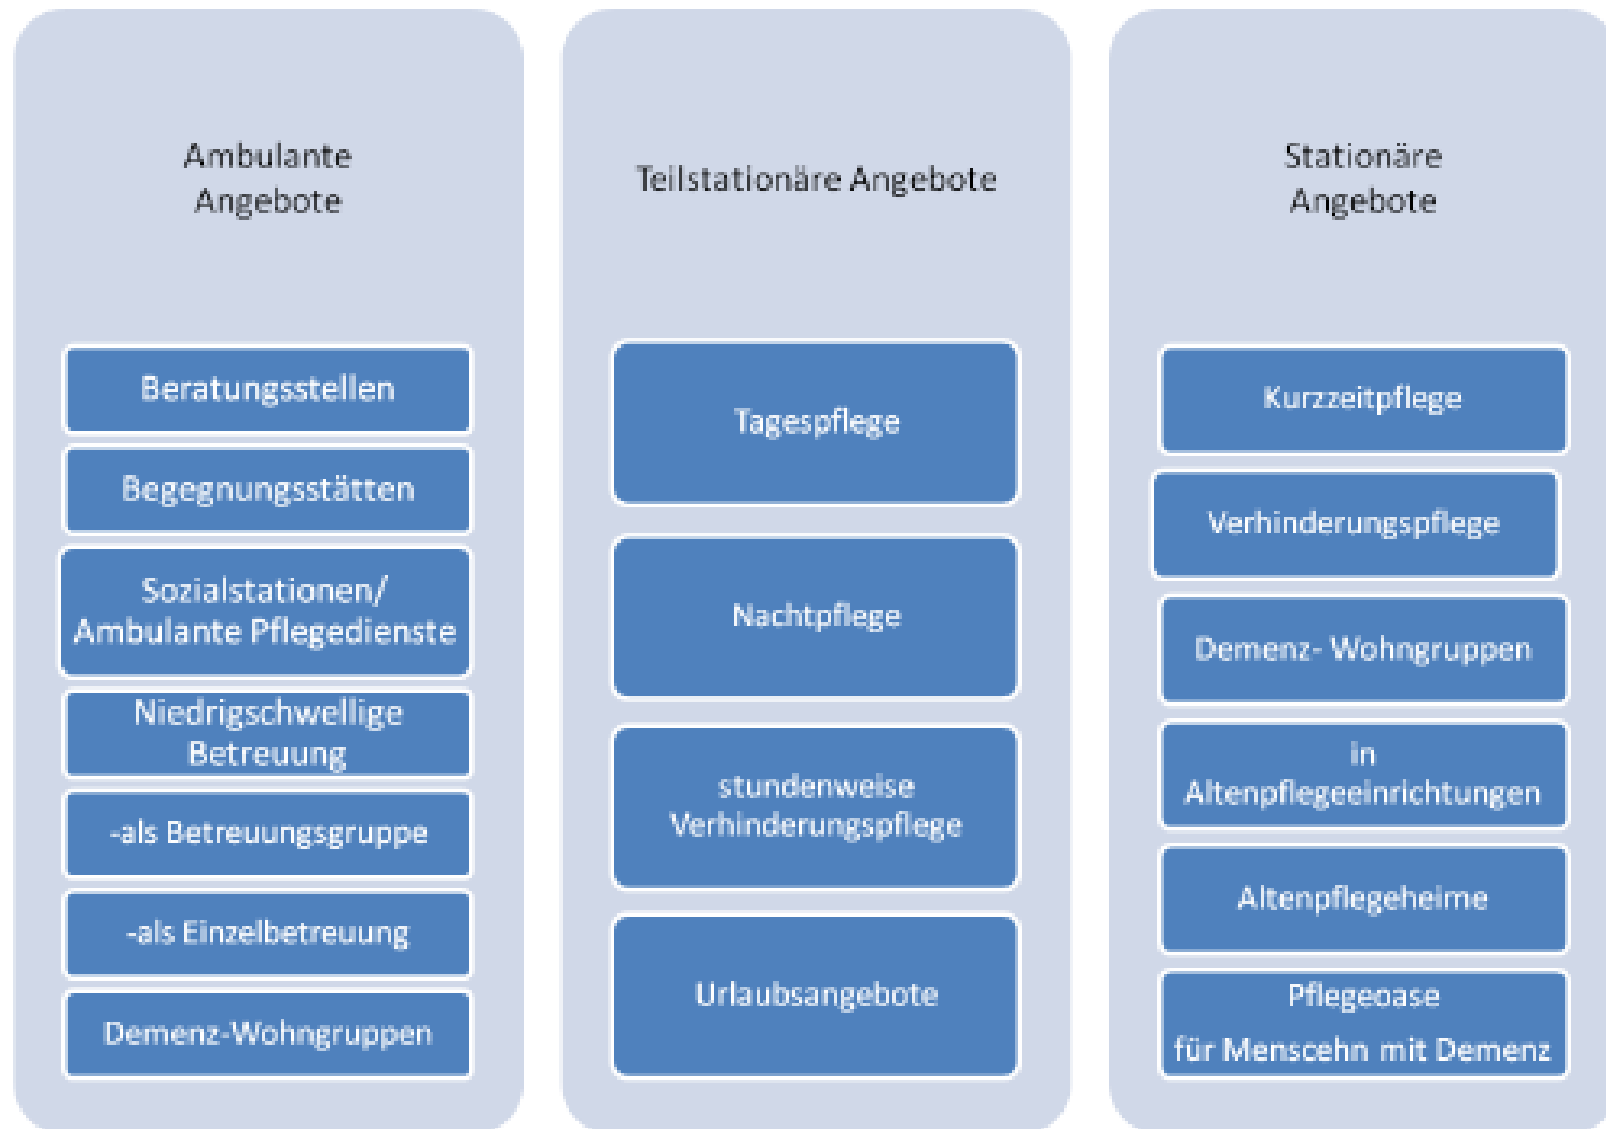 Ambulante
Angebote
Beratungsstellen
Begegnungsstätten
Sozialstationen/
Ambulante Pflegedienste
Niedrigschwellige
Betreuung
-als Betreuungsgruppe
-als Einzelbetreuung
Demenz-Wohngruppen
Teilstationäre Angebote
Tagespflege
Nachtpflege
stundenweise
Verhinderungspflege
Urlaubsangebote
Stationäre
Angebote
Kurzzeitpflege
Verhinderungspflege
Demenz- Wohngruppen
in
Altenpflegeeinrichtungen
Altenpflegeheime
Pflegeoase
für Menscehn mit Demenz